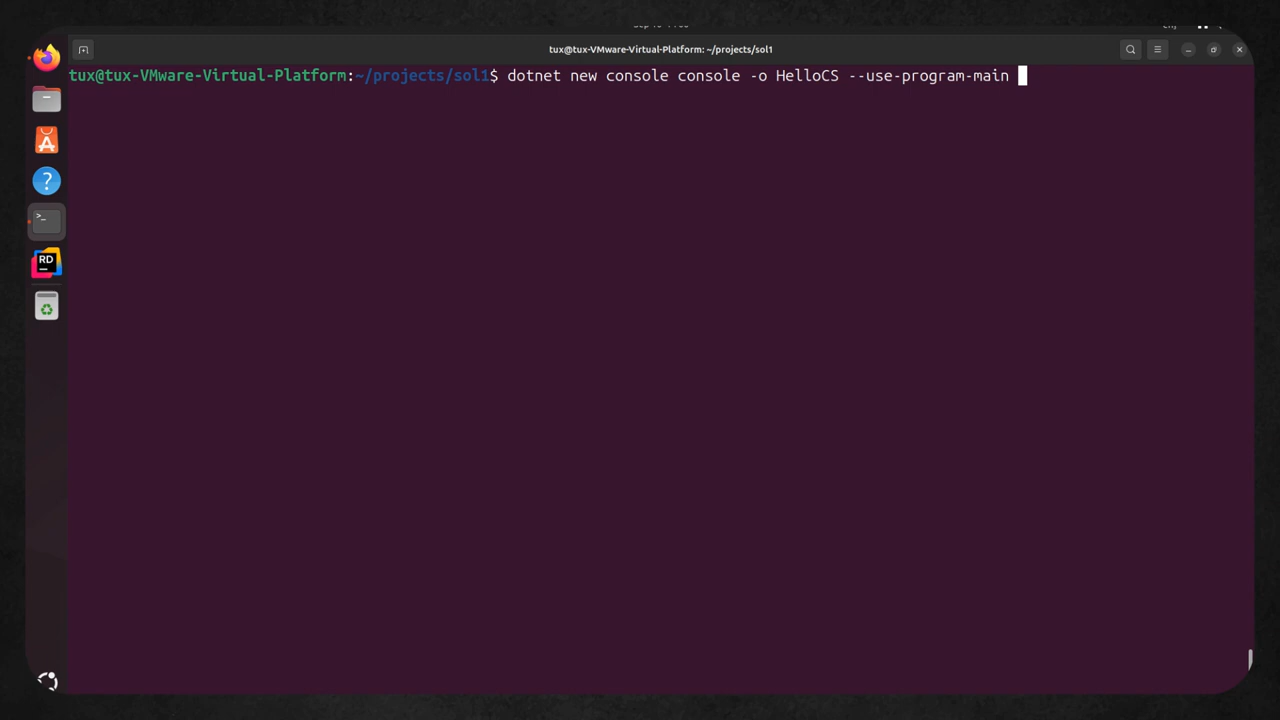 tux@tux-VMware-Virtual-Platform: ~/projects/sol1
tux@tux-VMware-Virtual-Platform:~/projects/sol1$ dotnet new console console -o HelloCS --use-program-main
>_
?
RD